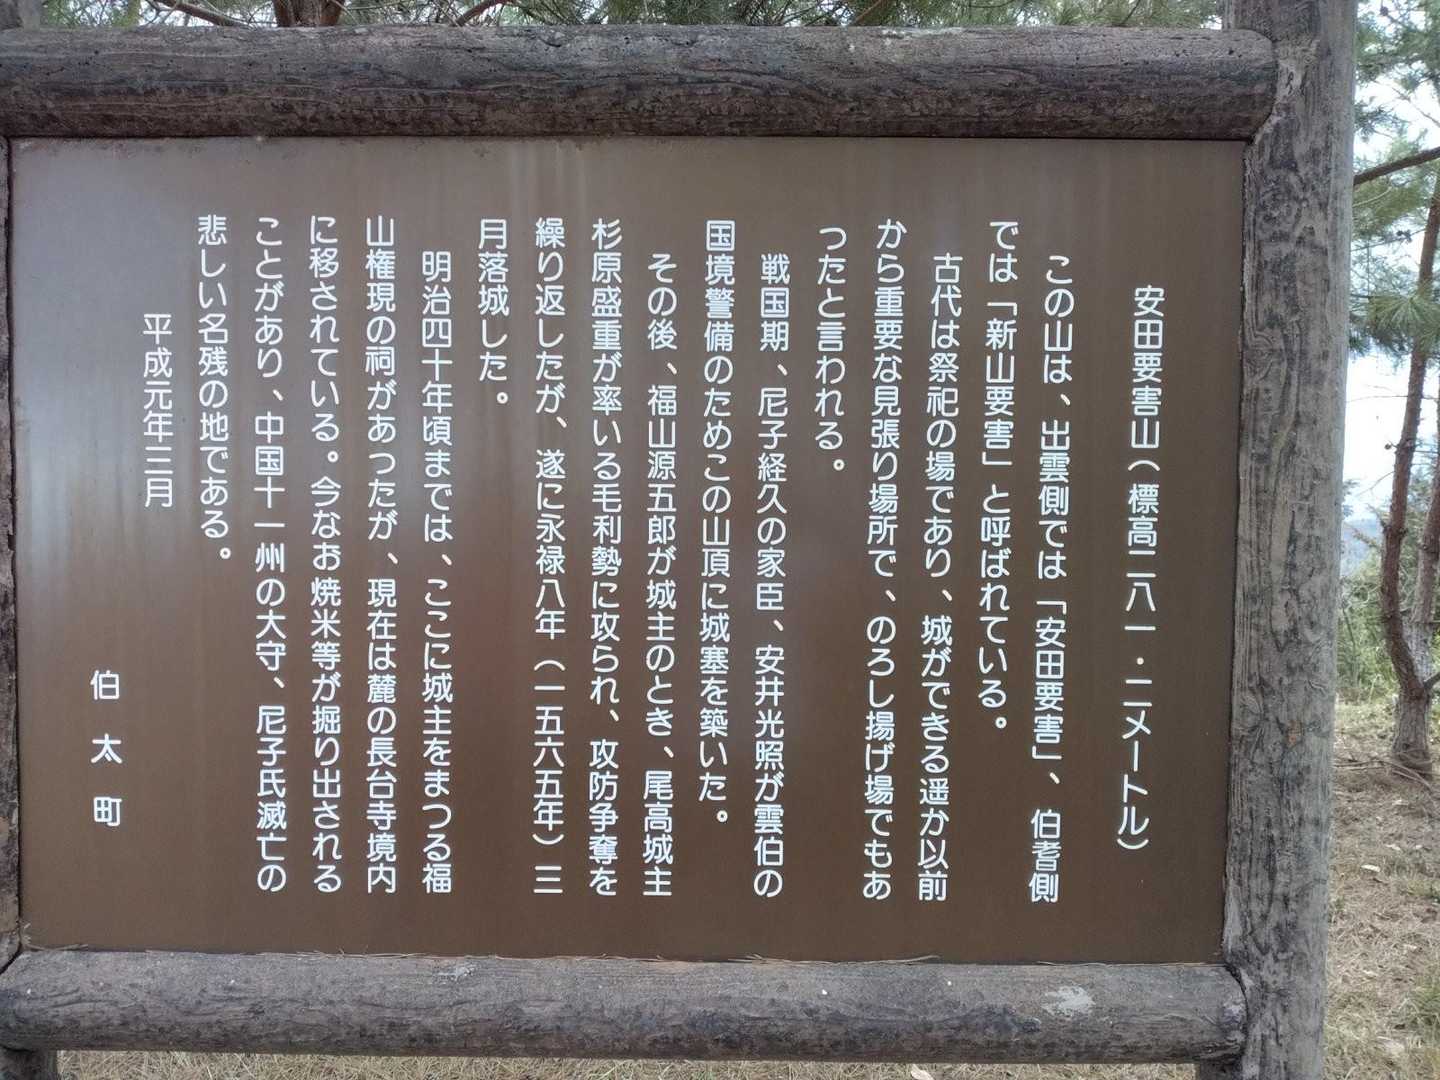 安田要害山（標高二八一・二メートル）
この山は、出雲側では「安田要害」、伯耆側
では「新山要害」と呼ばれている。
古代は祭祀の場であり、城ができる遥か以前
から重要な見張り場所で、のろし揚げ場でもあ
ったと言われる。
戦国期、尼子経久の家臣、安井光照が雲伯の
国境警備のためこの山頂に城塞を築いた。
その後、福山源五郎が城主のとき、尾高城主
杉原盛重が率いる毛利勢に攻られ、攻防争奪を
繰り返したが、遂に永禄八年（一五六五年）三
月落城した。
明治四十年頃までは、ここに城主をまつる福
山権現の祠があったが、現在は麓の長台寺境内
に移されている。今なお焼米等が掘り出される
ことがあり、中国十一州の大守、尼子氏滅亡の
悲しい名残の地である。
平成元年三月
伯太町